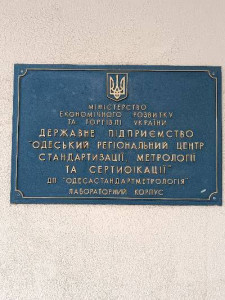 МІНІСТЕРСТВО
ЕКОНОМІЧНОГО РОЗВИТКУ
ТА ТОРГІВЛІ УКРАЇНИ
ДЕРЖАВНЕ ПІДПРИЄМСТВО
"ОДЕСЬКИЙ РЕГІОНАЛЬНИЙ ЦЕНТР
СТАНДАРТИЗАЦІЇ, МЕТРОЛОГІЇ
ТА СЕРТИФІКАЦІЇ"
ДП "ОДЕСАСТАНДАРТМЕТРОЛОГІЯ"
ЛАБОРАТОРНИЙ КОРПУС